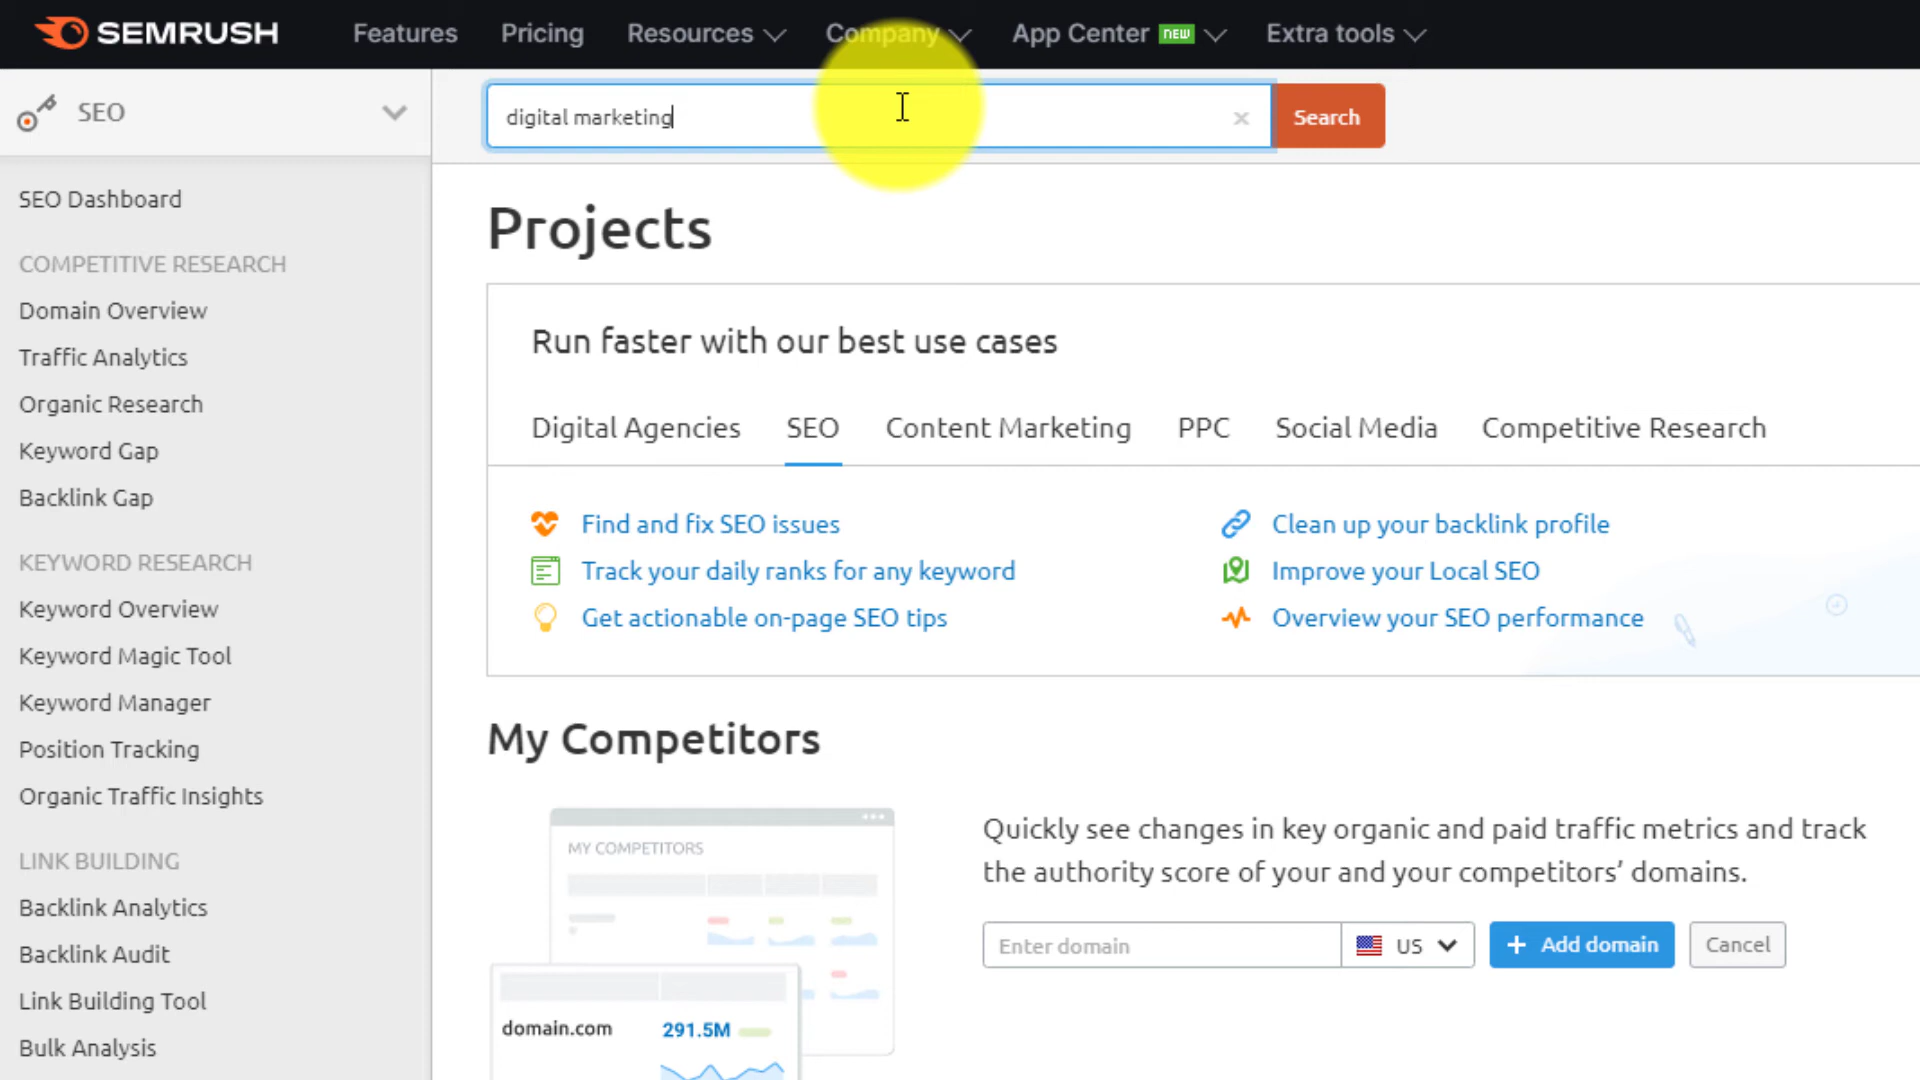 SEMRUSH
Features
Pricing
Resources
Company
App Center NEW
Extra tools
SEO
digital marketing
Search
SEO Dashboard
COMPETITIVE RESEARCH
Domain Overview
Traffic Analytics
Organic Research
Keyword Gap
Backlink Gap
KEYWORD RESEARCH
Keyword Overview
Keyword Magic Tool
Keyword Manager
Position Tracking
Organic Traffic Insights
LINK BUILDING
Backlink Analytics
Backlink Audit
Link Building Tool
Bulk Analysis
Projects
Run faster with our best use cases
Digital Agencies
SEO
Content Marketing
PPC
Social Media
Competitive Research
Find and fix SEO issues
Track your daily ranks for any keyword
Get actionable on-page SEO tips
Clean up your backlink profile
Improve your Local SEO
Overview your SEO performance
My Competitors
MY COMPETITORS
domain.com
291.5M
Quickly see changes in key organic and paid traffic metrics and track
the authority score of your and your competitors’ domains.
Enter domain
US
+ Add domain
Cancel